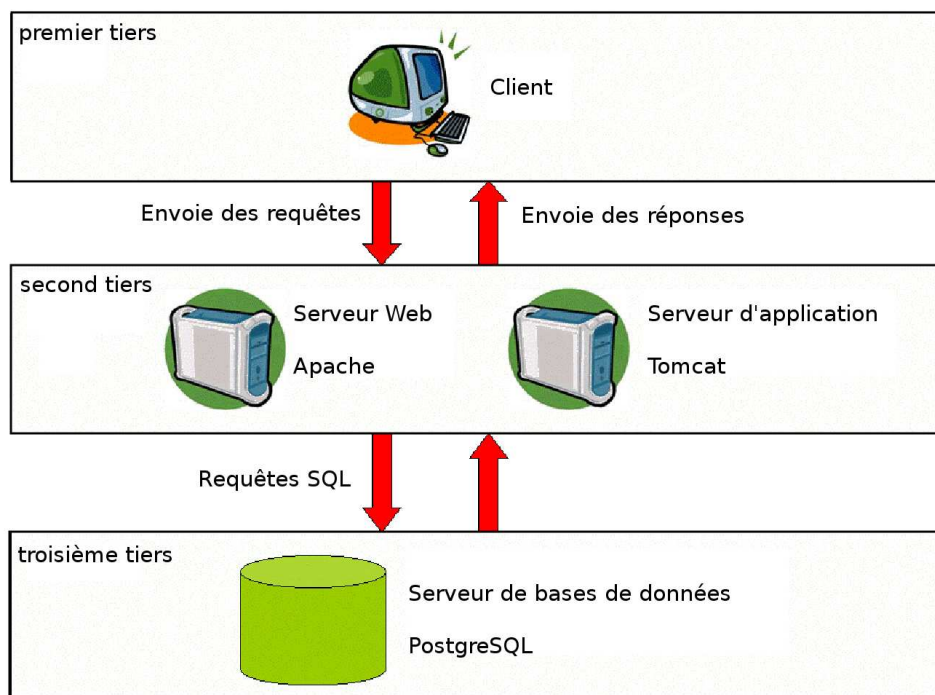 premier tiers
Client
Envoie des requêtes
Envoie des réponses
second tiers
Serveur Web
Apache
Serveur d'application
Tomcat
Requêtes SQL
troisième tiers
Serveur de bases de données
PostgreSQL